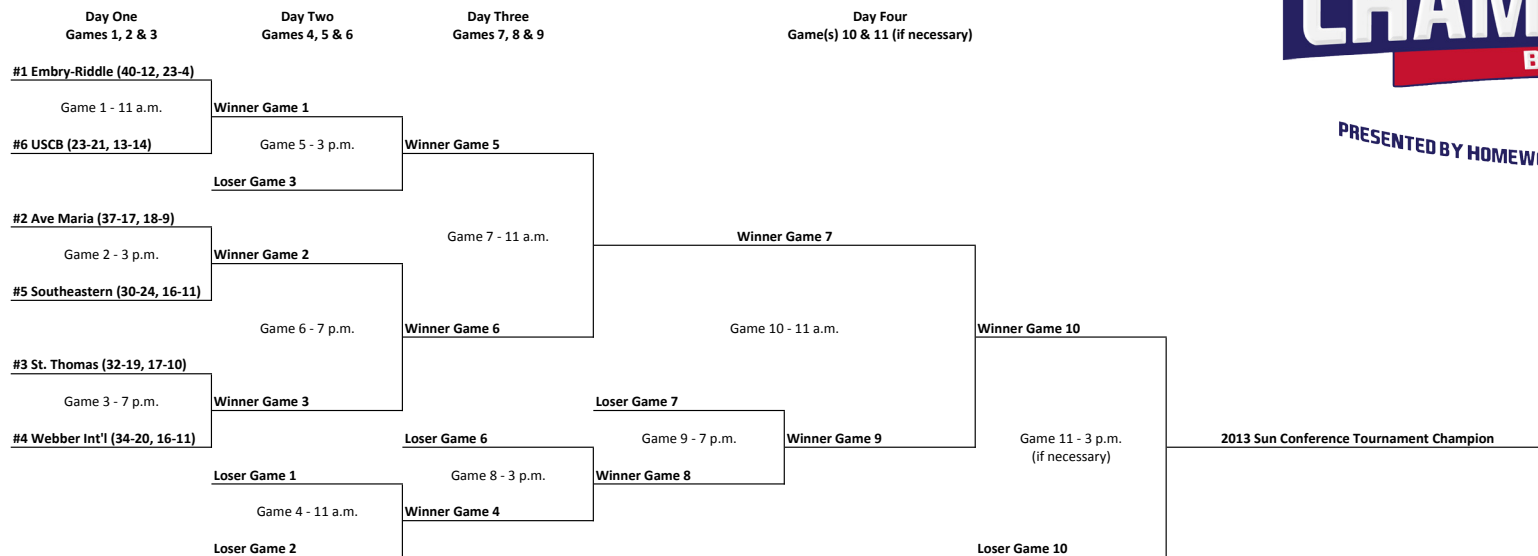 Day One
Games 1, 2 & 3
Day Two
Games 4, 5 & 6
Day Three
Games 7, 8 & 9
Day Four
Game(s) 10 & 11 (if necessary)
#1 Embry-Riddle (40-12, 23-4)
Game 1 - 11 a.m.
Winner Game 1
#6 USCB (23-21, 13-14)
Game 5 - 3 p.m.
Winner Game 5
Loser Game 3
PRESENTED BY
#2 Ave Maria (37-17, 18-9)
Game 2 - 3 p.m.
Winner Game 2
Game 7 - 11 a.m.
Winner Game 7
#5 Southeastern (30-24, 16-11)
Game 6 - 7 p.m.
Winner Game 6
Game 10 - 11 a.m.
Winner Game 10
#3 St. Thomas (32-19, 17-10)
Game 3 - 7 p.m.
Winner Game 3
Loser Game 7
#4 Webber Int'l (34-20, 16-11)
Loser Game 6
Game 9 - 7 p.m.
Winner Game 9
Game 11 - 3 p.m.
(if necessary)
2013 Sun Conference Tournament Champion
Loser Game 1
Game 8 - 3 p.m.
Winner Game 8
Game 4 - 11 a.m.
Winner Game 4
Loser Game 2
Loser Game 10